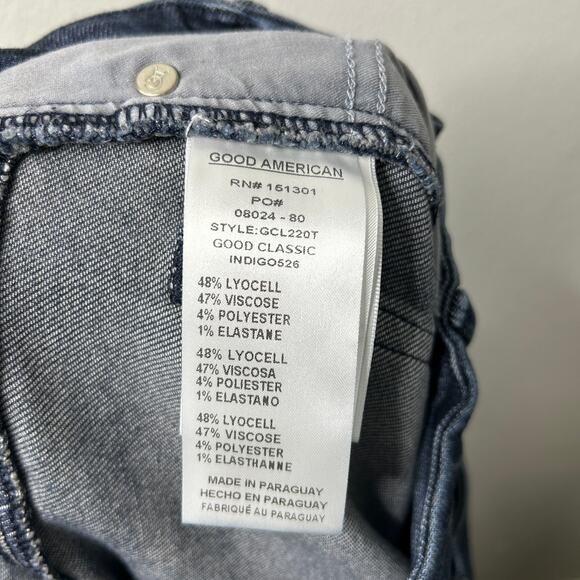 GOOD AMERICAN
RN# 151301
PO#
08024 - 80
STYLE:GCL220T
GOOD CLASSIC
INDIGO526
48% LYOCELL
47% VISCOSE
4% POLYESTER
1% ELASTANE
48% LYOCELL
47% VISCOSA
4% POLIESTER
1% ELASTANO
48% LYOCELL
47% VISCOSE
4% POLYESTER
1% ELASTHANNE
MADE IN PARAGUAY
HECHO EN PARAGUAY
FABRIQUÉ AU PARAGUAY